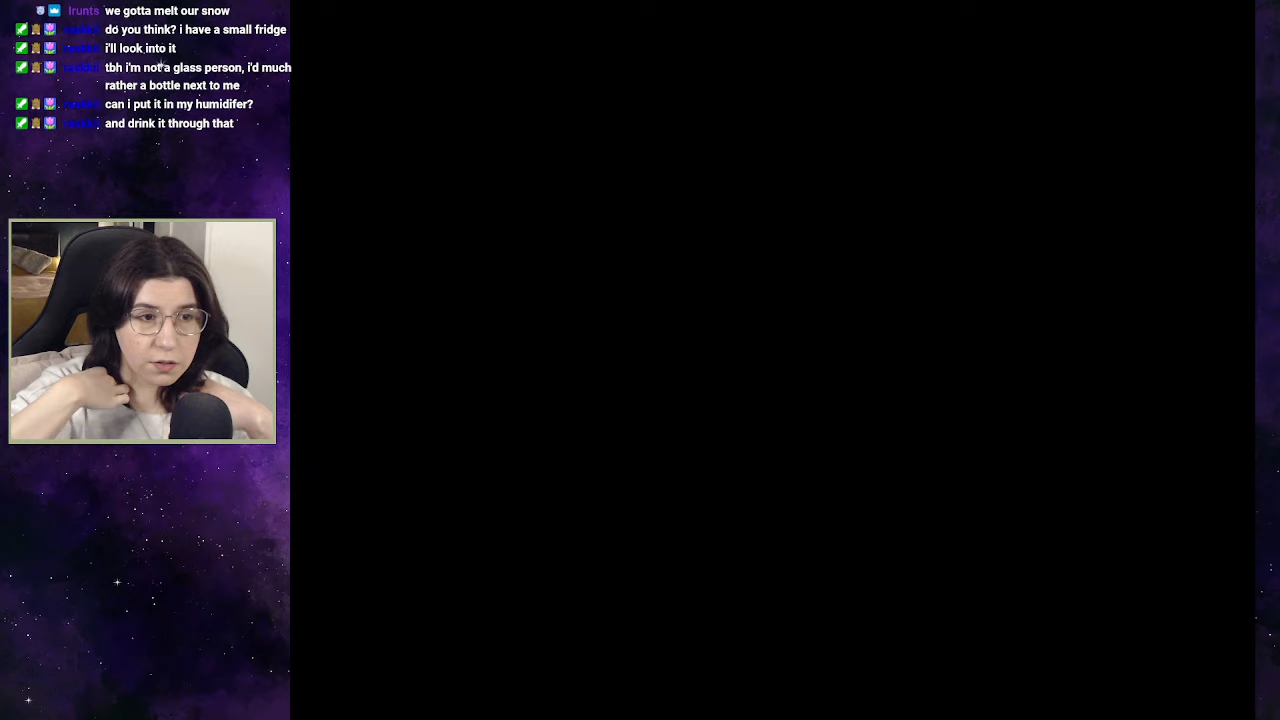 lrunts we gotta melt our snow
do you think? i have a small fridge
i'll look into it
tbh i'm not a glass person, i'd much
rather a bottle next to me
can i put it in my humidifer?
and drink it through that